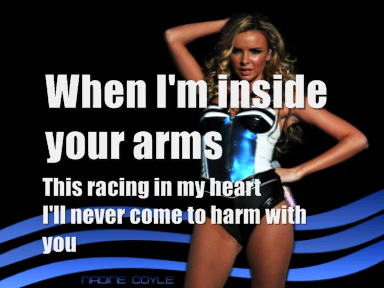 When I'm inside
your arms
This racing in my heart
I'll never come to harm with
you
NADINE COYLE